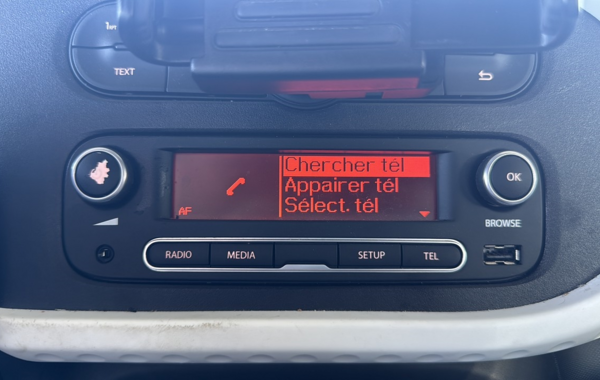 TEXT
Chercher tél
Appairer tél
Sélect. tél
AF
OK
BROWSE
RADIO MEDIA SETUP TEL